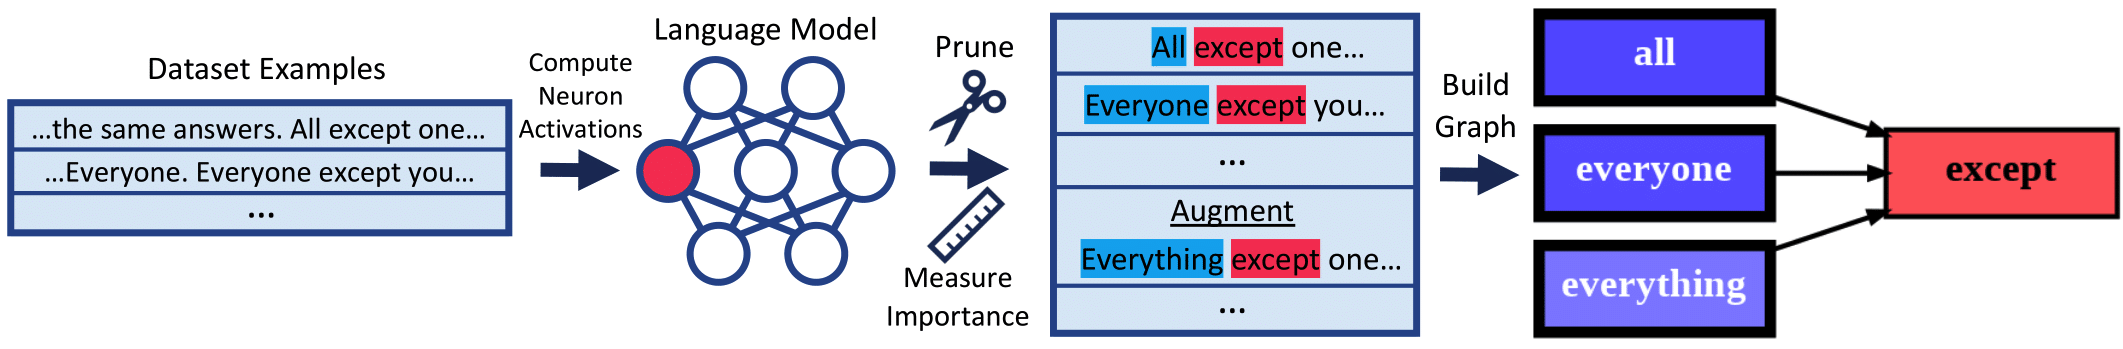 Dataset Examples
...the same answers. All except one...
...Everyone. Everyone except you...
...
Compute
Neuron
Activations
Language Model
Prune
Measure
Importance
All except one...
Everyone except you...
...
Augment
Everything except one...
...
Build
Graph
all
everyone
everything
except